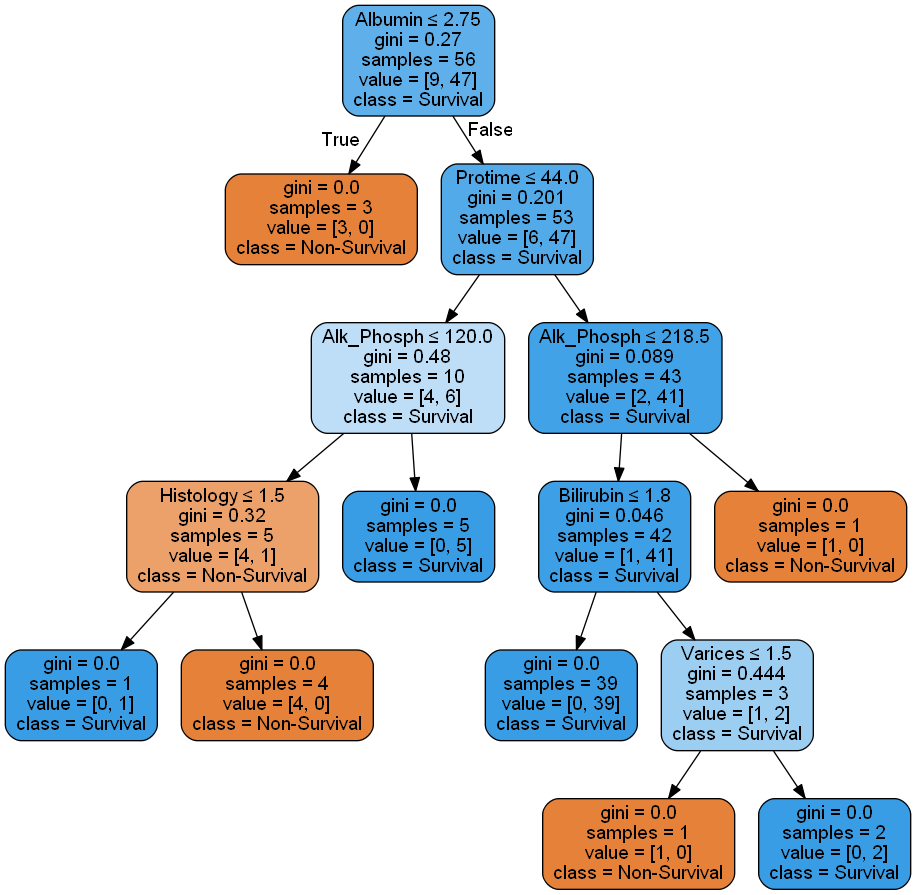 Albumin ≤ 2.75
gini = 0.27
samples = 56
value = [9, 47]
class = Survival
True
False
gini = 0.0
samples = 3
value = [3, 0]
class = Non-Survival
Protime ≤ 44.0
gini = 0.201
samples = 53
value = [6, 47]
class = Survival
Alk_Phosph ≤ 120.0
gini = 0.48
samples = 10
value = [4, 6]
class = Survival
Alk_Phosph ≤ 218.5
gini = 0.089
samples = 43
value = [2, 41]
class = Survival
Histology ≤ 1.5
gini = 0.32
samples = 5
value = [4, 1]
class = Non-Survival
gini = 0.0
samples = 5
value = [0, 5]
class = Survival
Bilirubin ≤ 1.8
gini = 0.046
samples = 42
value = [1, 41]
class = Survival
gini = 0.0
samples = 1
value = [1, 0]
class = Non-Survival
gini = 0.0
samples = 1
value = [0, 1]
class = Survival
gini = 0.0
samples = 4
value = [4, 0]
class = Non-Survival
gini = 0.0
samples = 39
value = [0, 39]
class = Survival
Varices ≤ 1.5
gini = 0.444
samples = 3
value = [1, 2]
class = Survival
gini = 0.0
samples = 1
value = [1, 0]
class = Non-Survival
gini = 0.0
samples = 2
value = [0, 2]
class = Survival